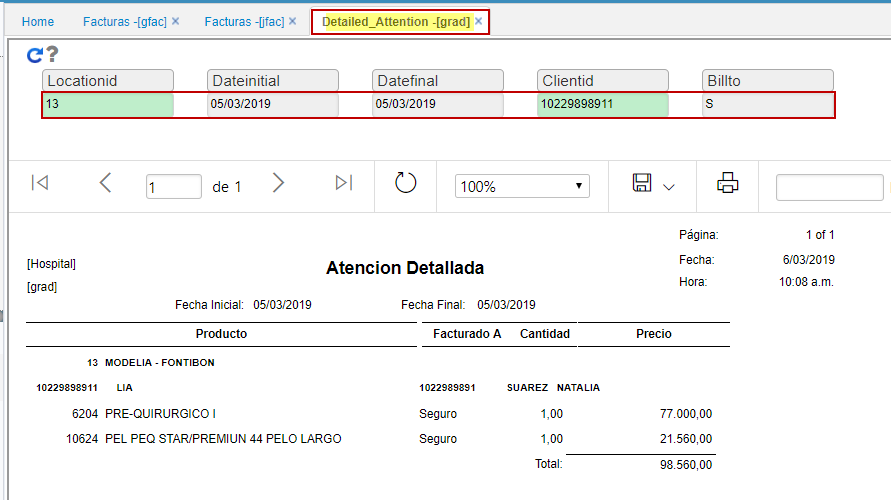 Home Facturas -[gfac] × Facturas -[jfac] × Detailed_Attention -[grad] ×
Locationid Dateinitial Datefinal Clientid Billto
13 05/03/2019 05/03/2019 10229898911 S
1 de 1 100%
Página: 1 of 1
[Hospital] Atencion Detallada Fecha: 6/03/2019
[grad] Hora: 10:08 a.m.
Fecha Inicial: 05/03/2019 Fecha Final: 05/03/2019
Producto Facturado A Cantidad Precio
13 MODELIA - FONTIBON
10229898911 LIA 1022989891 SUAREZ NATALIA
6204 PRE-QUIRURGICO I Seguro 1,00 77.000,00
10624 PEL PEQ STAR/PREMIUN 44 PELO LARGO Seguro 1,00 21.560,00
Total: 98.560,00